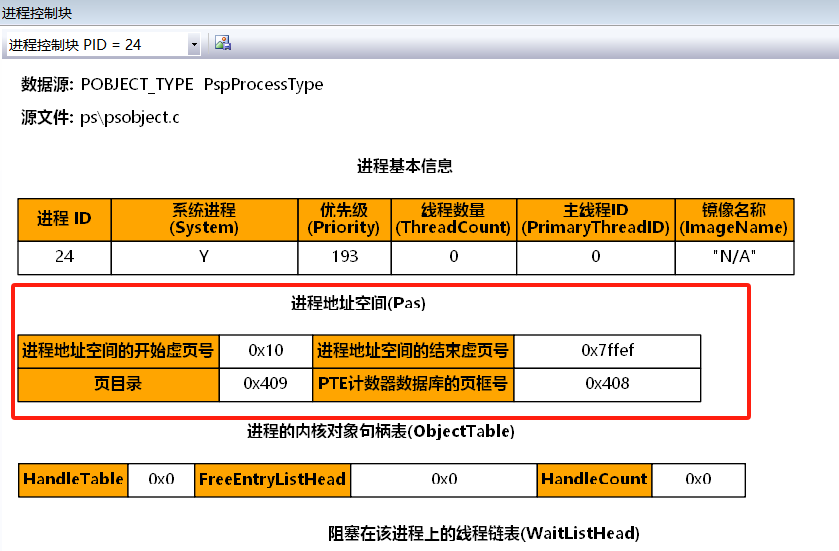 进程控制块
进程控制块 PID = 24
数据源: POBJECT_TYPE PspProcessType
源文件: ps\psobject.c
进程基本信息
进程 ID 系统进程 (System) 优先级 (Priority) 线程数量 (ThreadCount) 主线程ID (PrimaryThreadID) 镜像名称 (ImageName)
24 Y 193 0 0 "N/A"
进程地址空间(Pas)
进程地址空间的开始虚页号 0x10 进程地址空间的结束虚页号 0x7ffef
页目录 0x409 PTE计数器数据库的页框号 0x408
进程的内核对象句柄表(ObjectTable)
HandleTable 0x0 FreeEntryListHead 0x0 HandleCount 0x0
阻塞在该进程上的线程链表(WaitListHead)